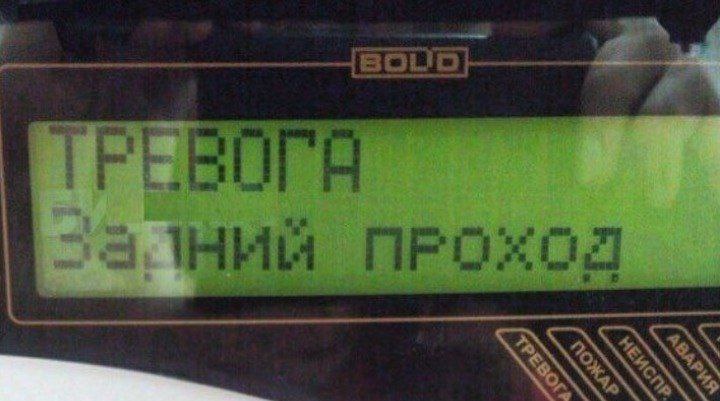 BOLID
ТРЕВОГА
Задний проход
ТРЕВОГА
ПОЖАР
НЕИСПР.
АВАРИЯ